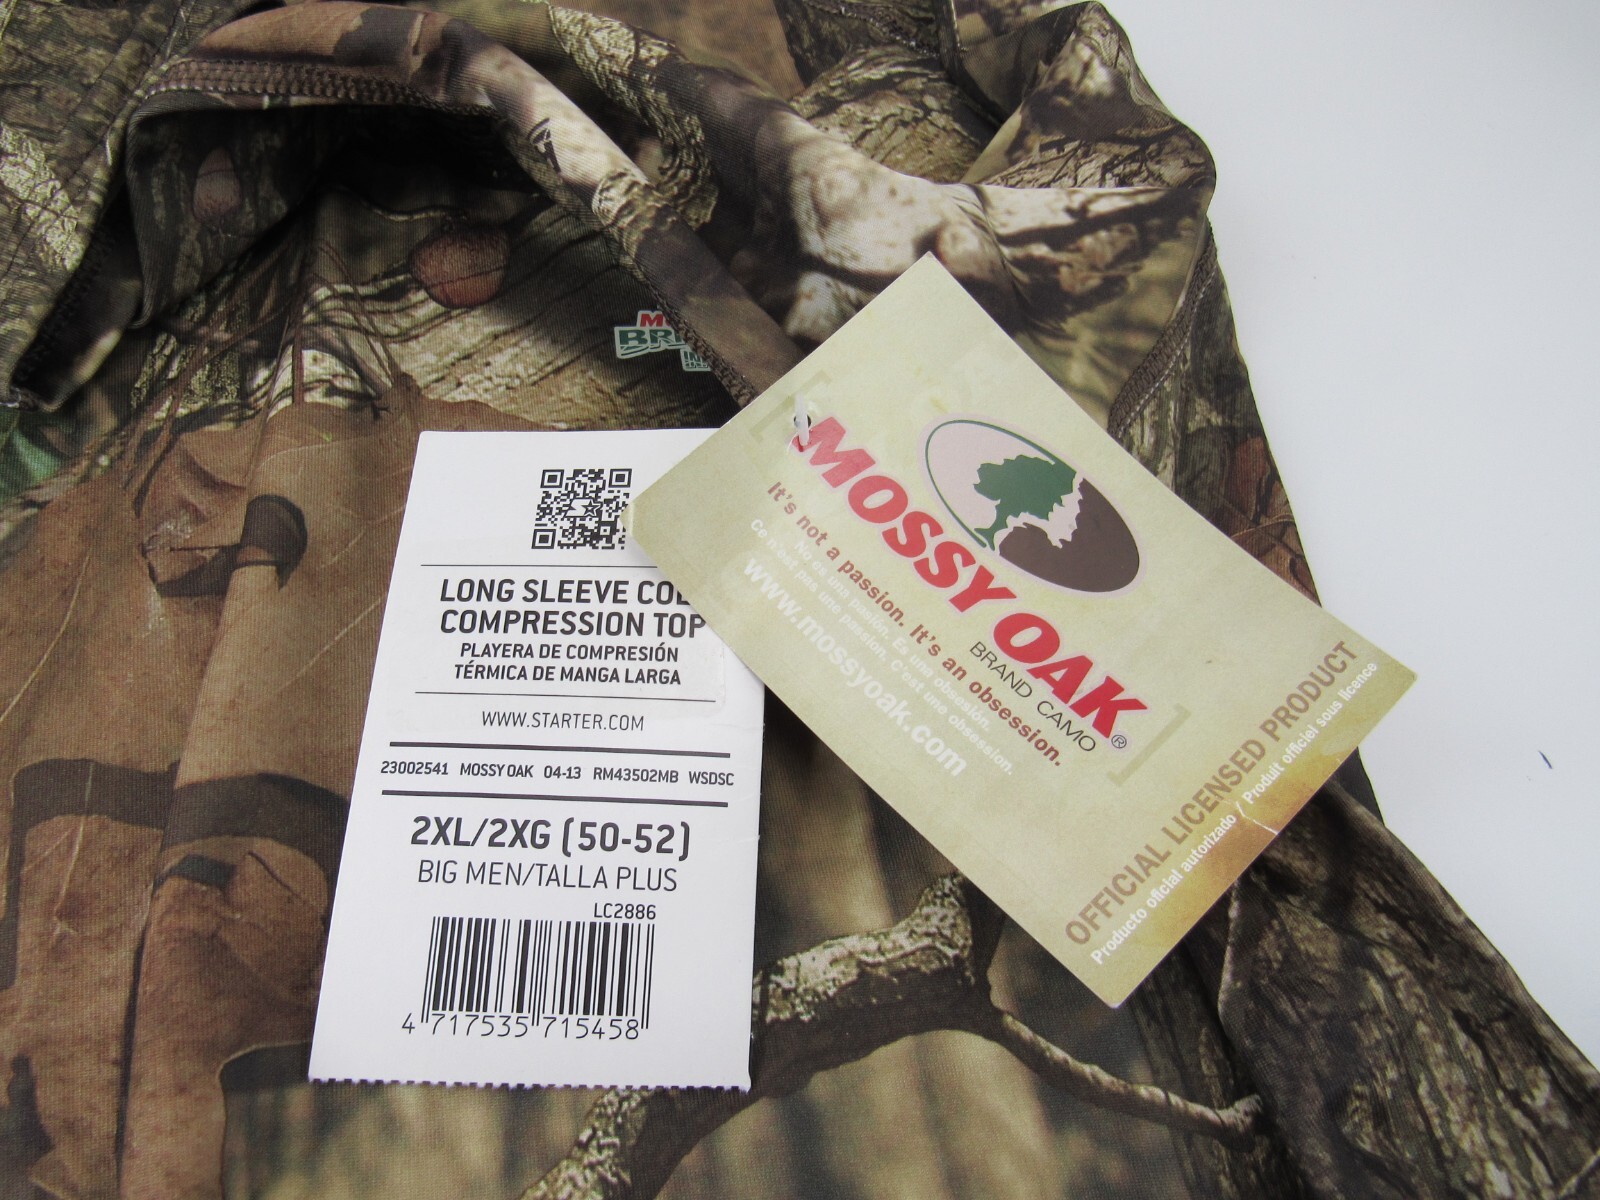 LONG SLEEVE
COMPRESSION TOP
PLAYERA DE COMPRESIÓN
TÉRMICA DE MANGA LARGA
WWW.STARTER.COM
23002541 MOSSY OAK 04-13 RM43502MB WSDSC
2XL/2XG (50-52)
BIG MEN/TALLA PLUS
LC2886
4 717535 715458
MOSSY OAK®
BRAND CAMO
It's not a passion. It's an obsession.
No es una pasión. Es una obsesión.
Ce n'est pas une passion. C'est une obsession.
www.mossyoak.com
OFFICIAL LICENSED PRODUCT
Producto oficial autorizado / Produit officiel sous licence